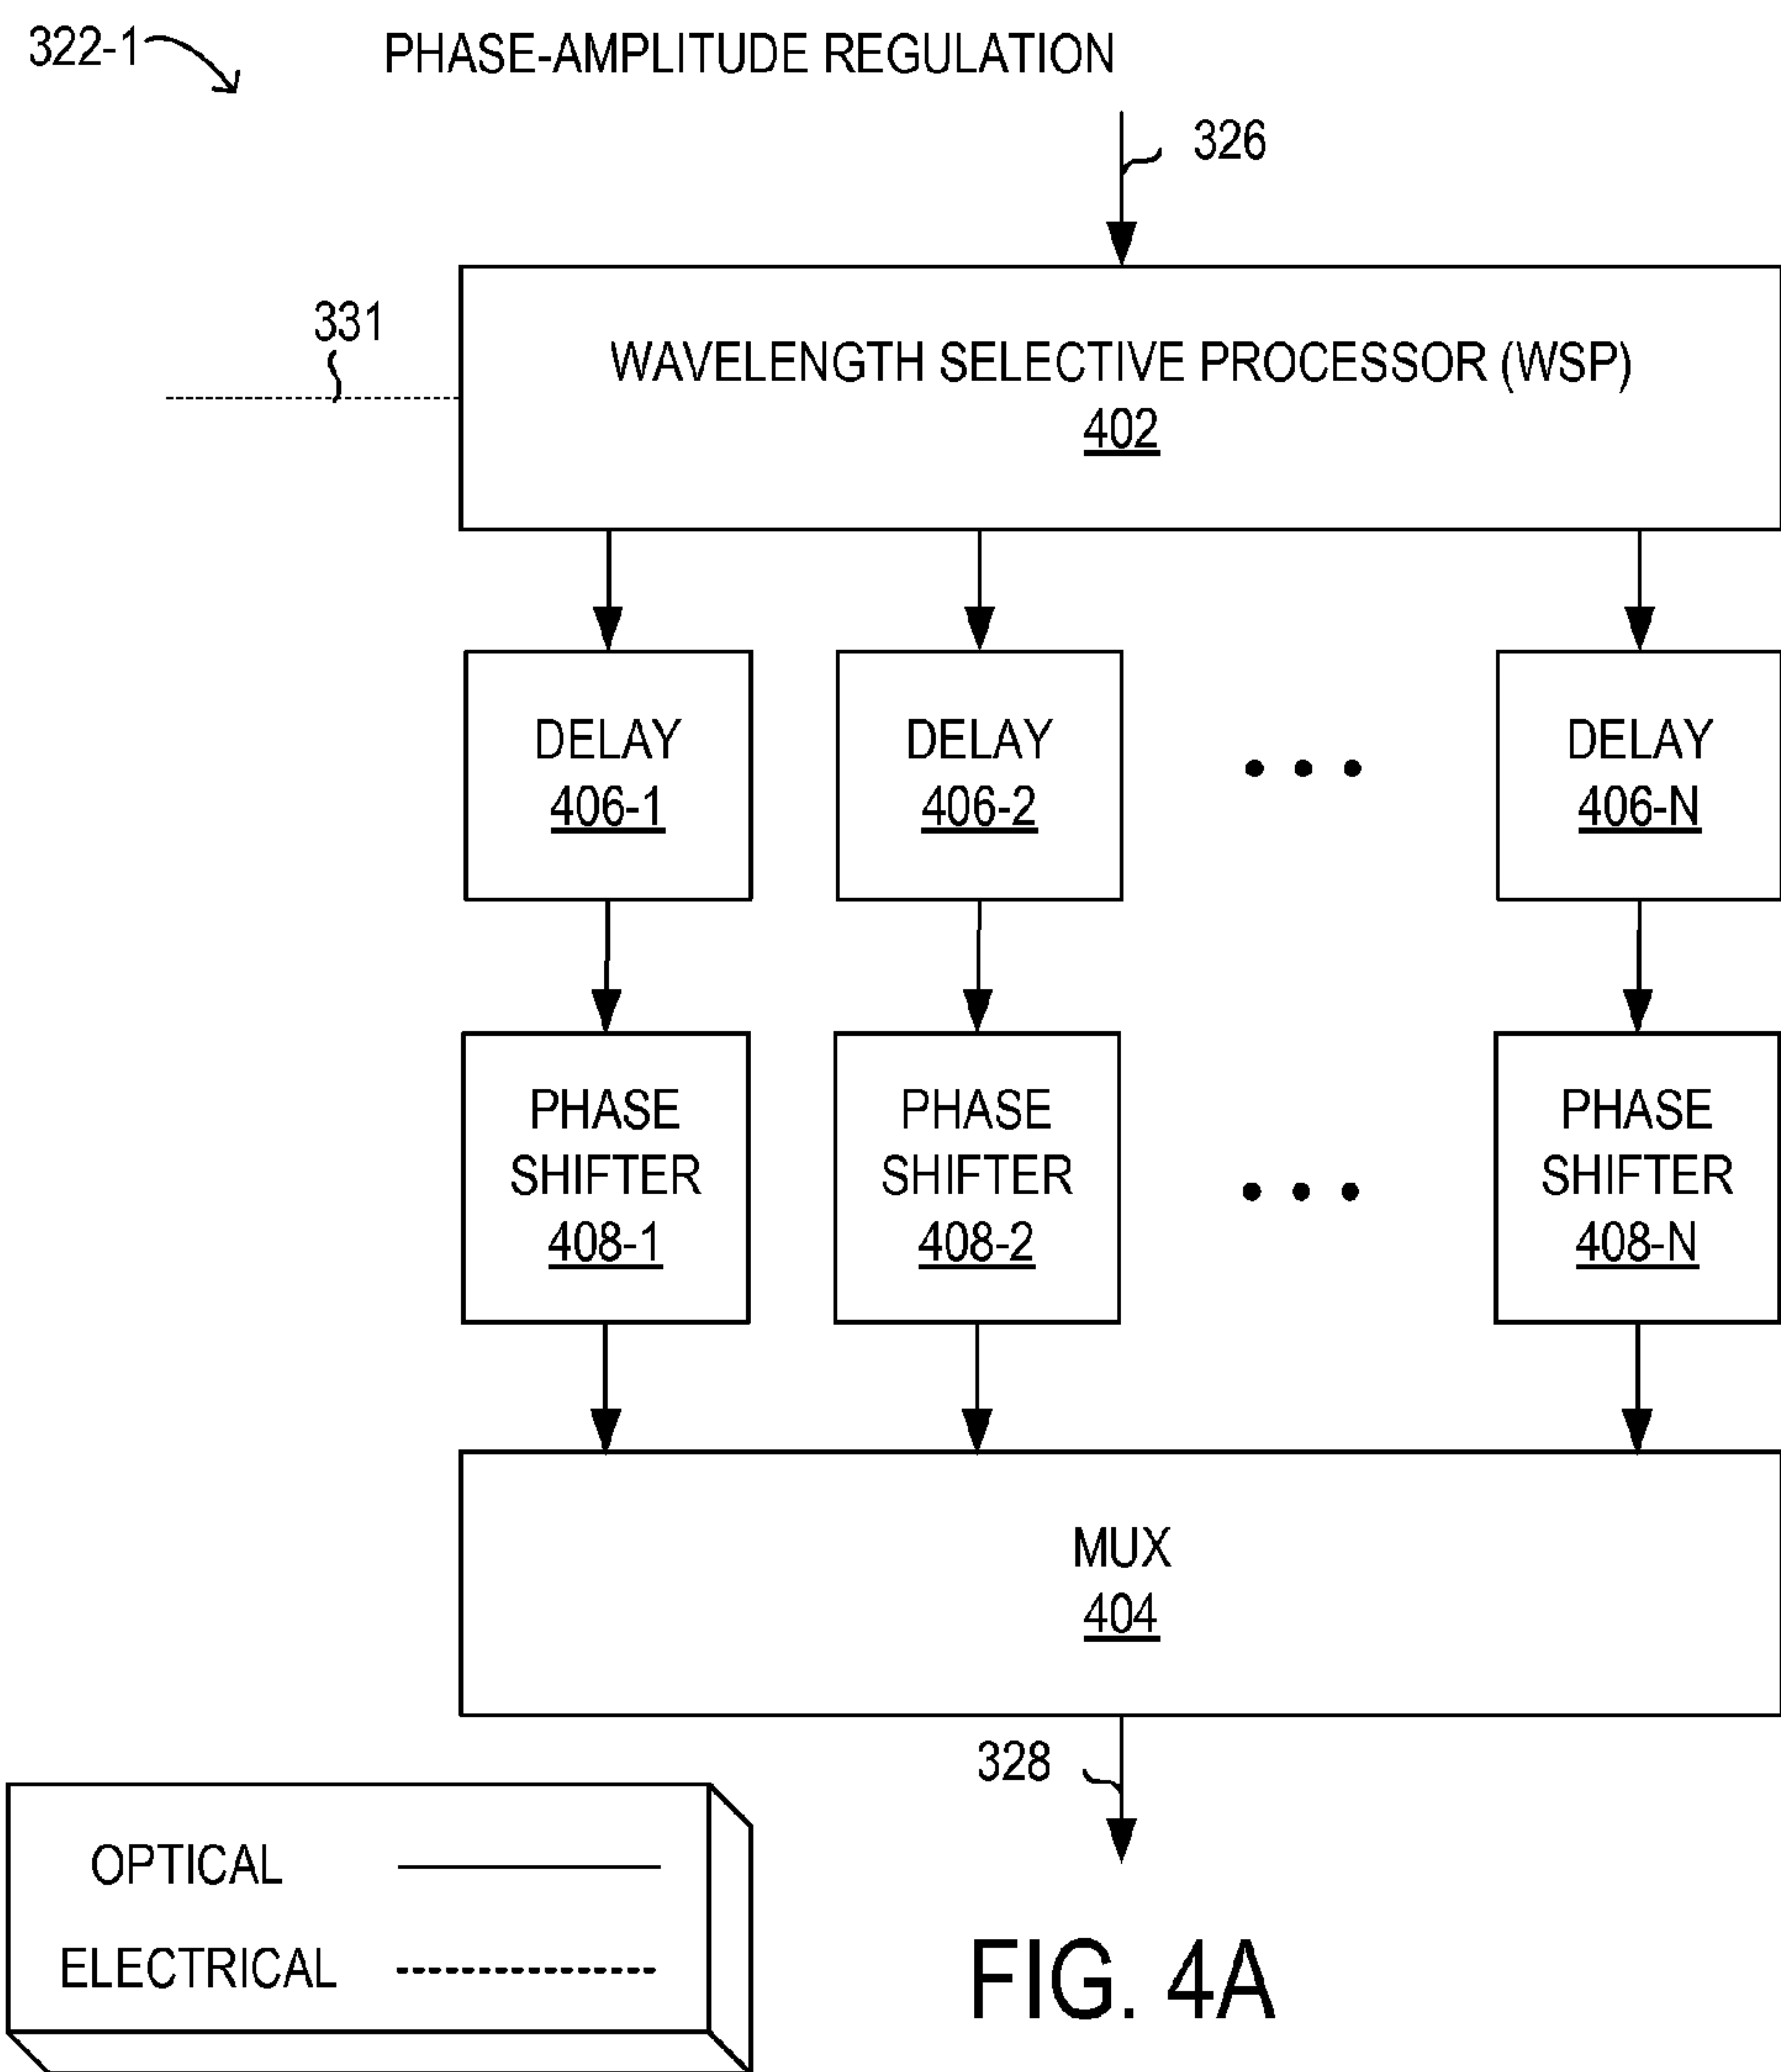 322-1
PHASE-AMPLITUDE REGULATION
326
331
WAVELENGTH SELECTIVE PROCESSOR (WSP)
402
DELAY
406-1
DELAY
406-2
DELAY
406-N
PHASE
SHIFTER
408-1
PHASE
SHIFTER
408-2
PHASE
SHIFTER
408-N
MUX
404
328
OPTICAL
ELECTRICAL
FIG. 4A